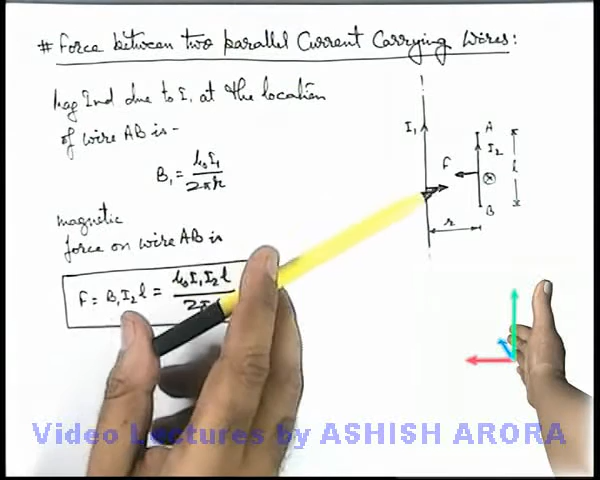 # Force between two parallel Current Carrying Wires:
Mag Ind due to I₁ at the location
of wire AB is-
B₁ = μ₀I₁/2πr
magnetic
force on wire AB is
F = B₁I₂l = μ₀I₁I₂l/2π
I₁
A
I₂
F
l
B
r
Video Lectures by ASHISH ARORA